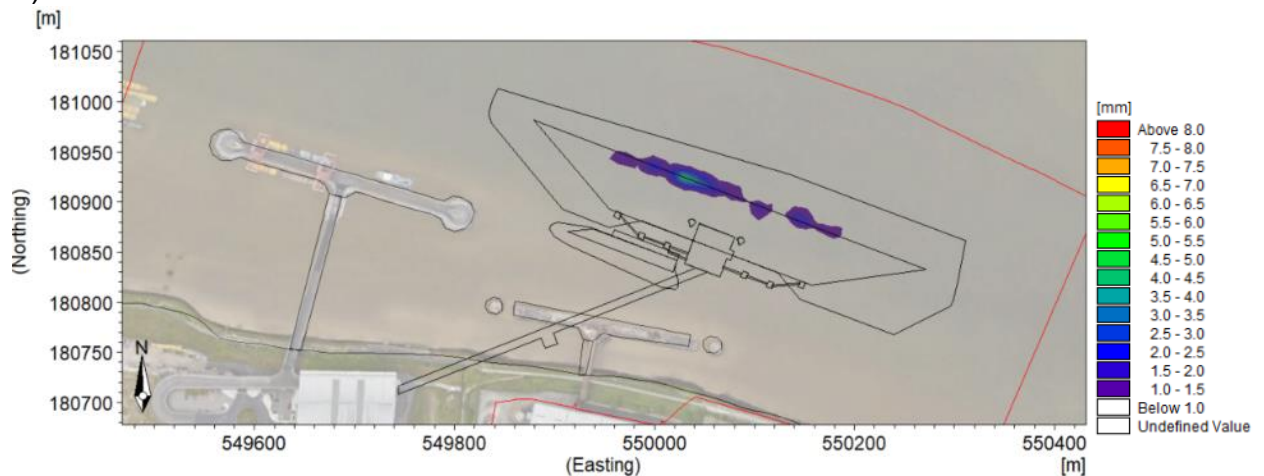 )
[m]
181050
181000
180950
180900
180850
180800
180750
180700
(Northing)
N
549600 549800 550000 550200 550400
(Easting) [m]
[mm]
Above 8.0
7.5 - 8.0
7.0 - 7.5
6.5 - 7.0
6.0 - 6.5
5.5 - 6.0
5.0 - 5.5
4.5 - 5.0
4.0 - 4.5
3.5 - 4.0
3.0 - 3.5
2.5 - 3.0
2.0 - 2.5
1.5 - 2.0
1.0 - 1.5
Below 1.0
Undefined Value